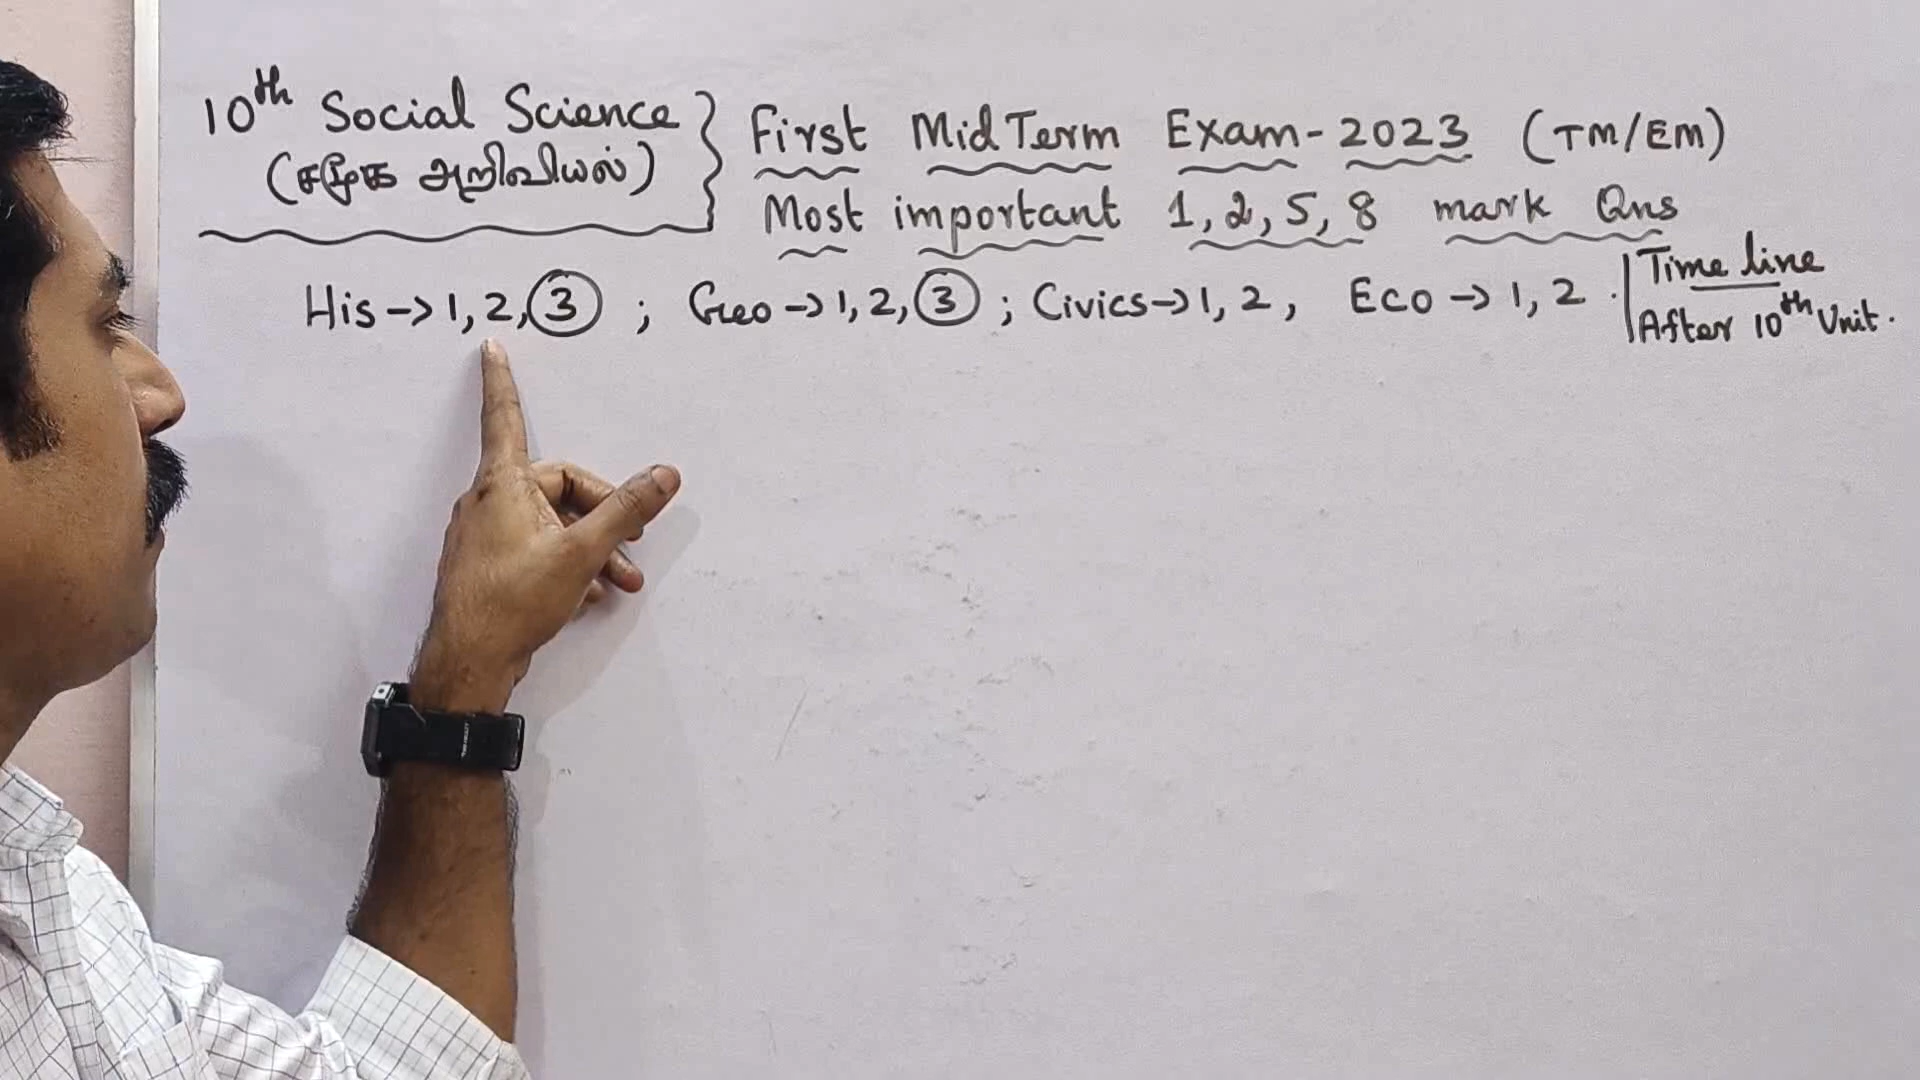 10th Social Science
(சமூக அறிவியல்)
First Mid Term Exam-2023 (TM/EM)
Most important 1, 2, 5, 8 mark Qns
His → 1, 2, 3 ; Geo → 1, 2, 3 ; Civics → 1, 2, Eco → 1, 2 .
Time line
After 10th Unit.